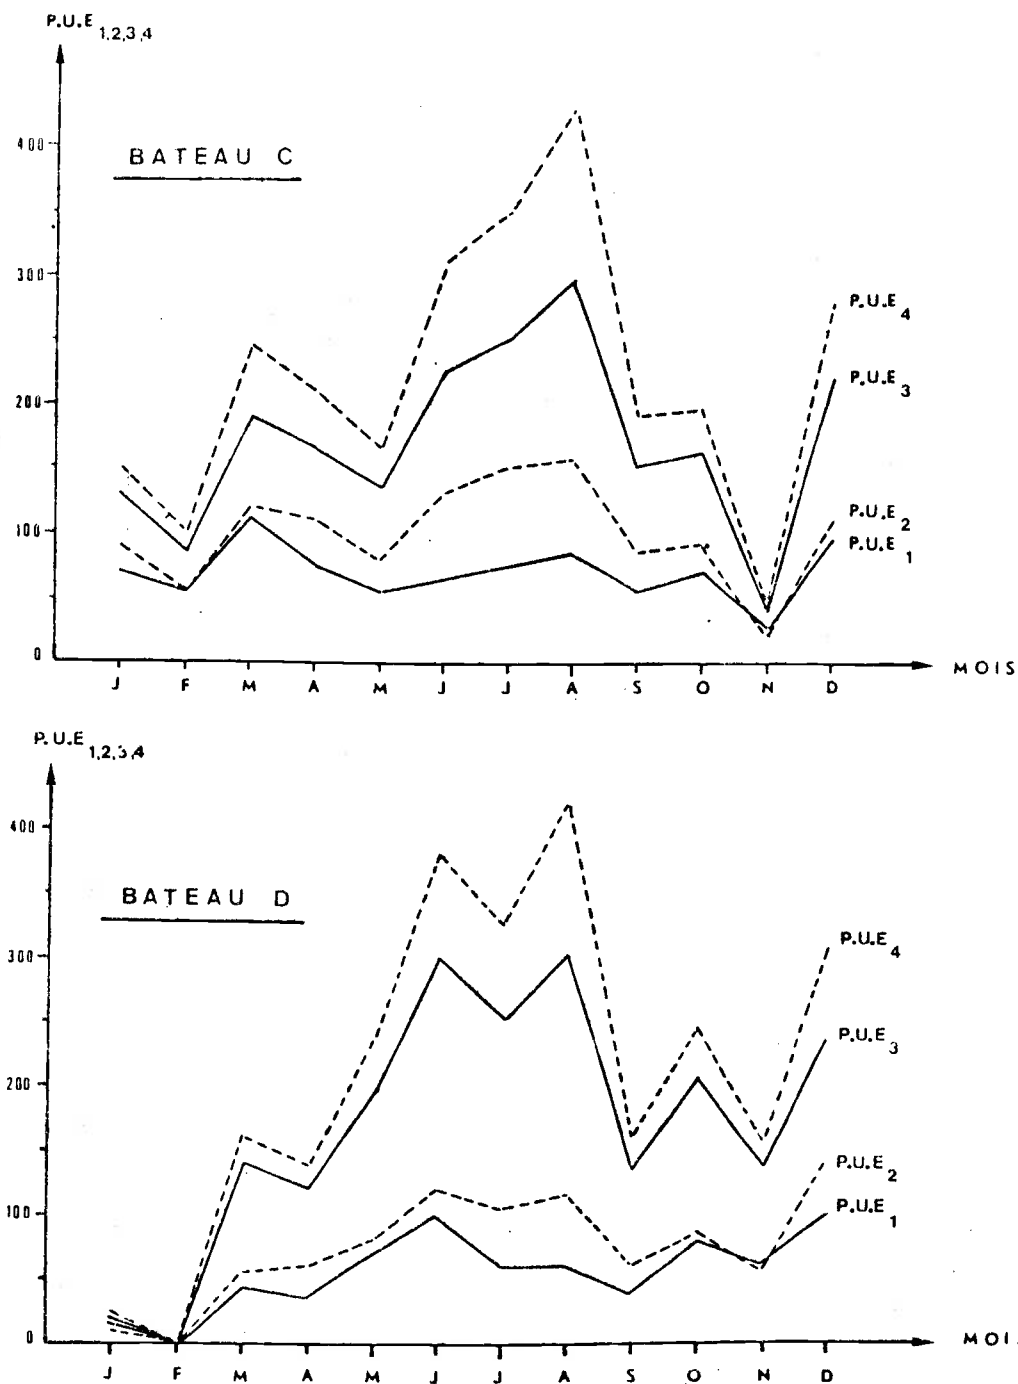 P.U.E 1,2,3,4
400
BATEAU C
300
P.U.E 4
P.U.E 3
200
100
P.U.E 2
P.U.E 1
0
J F M A M J J A S O N D
MOIS
P.U.E 1,2,3,4
400
BATEAU D
300
P.U.E 4
P.U.E 3
200
P.U.E 2
P.U.E 1
100
0
J F M A M J J A S O N D
MOI